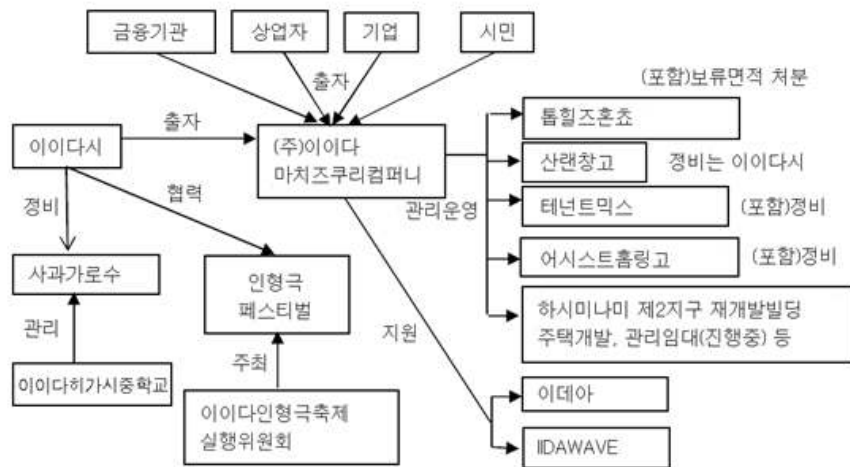 금융기관
상업자
기업
시민
출자
(포함)보류면적 처분
이이다시
출자
(주)이이다
마치즈쿠리컴퍼니
톱힐즈혼쵸
산랜창고
정비는 이이다시
정비
협력
관리운영
테넌트믹스
(포함)정비
어시스트홈링고
(포함)정비
사과가로수
인형극
페스티벌
하시미나미 제2지구 재개발빌딩
주택개발, 관리임대(진행중) 등
관리
주최
지원
이이다히가시중학교
이이다인형극축제
실행위원회
이데아
IIDAWAVE